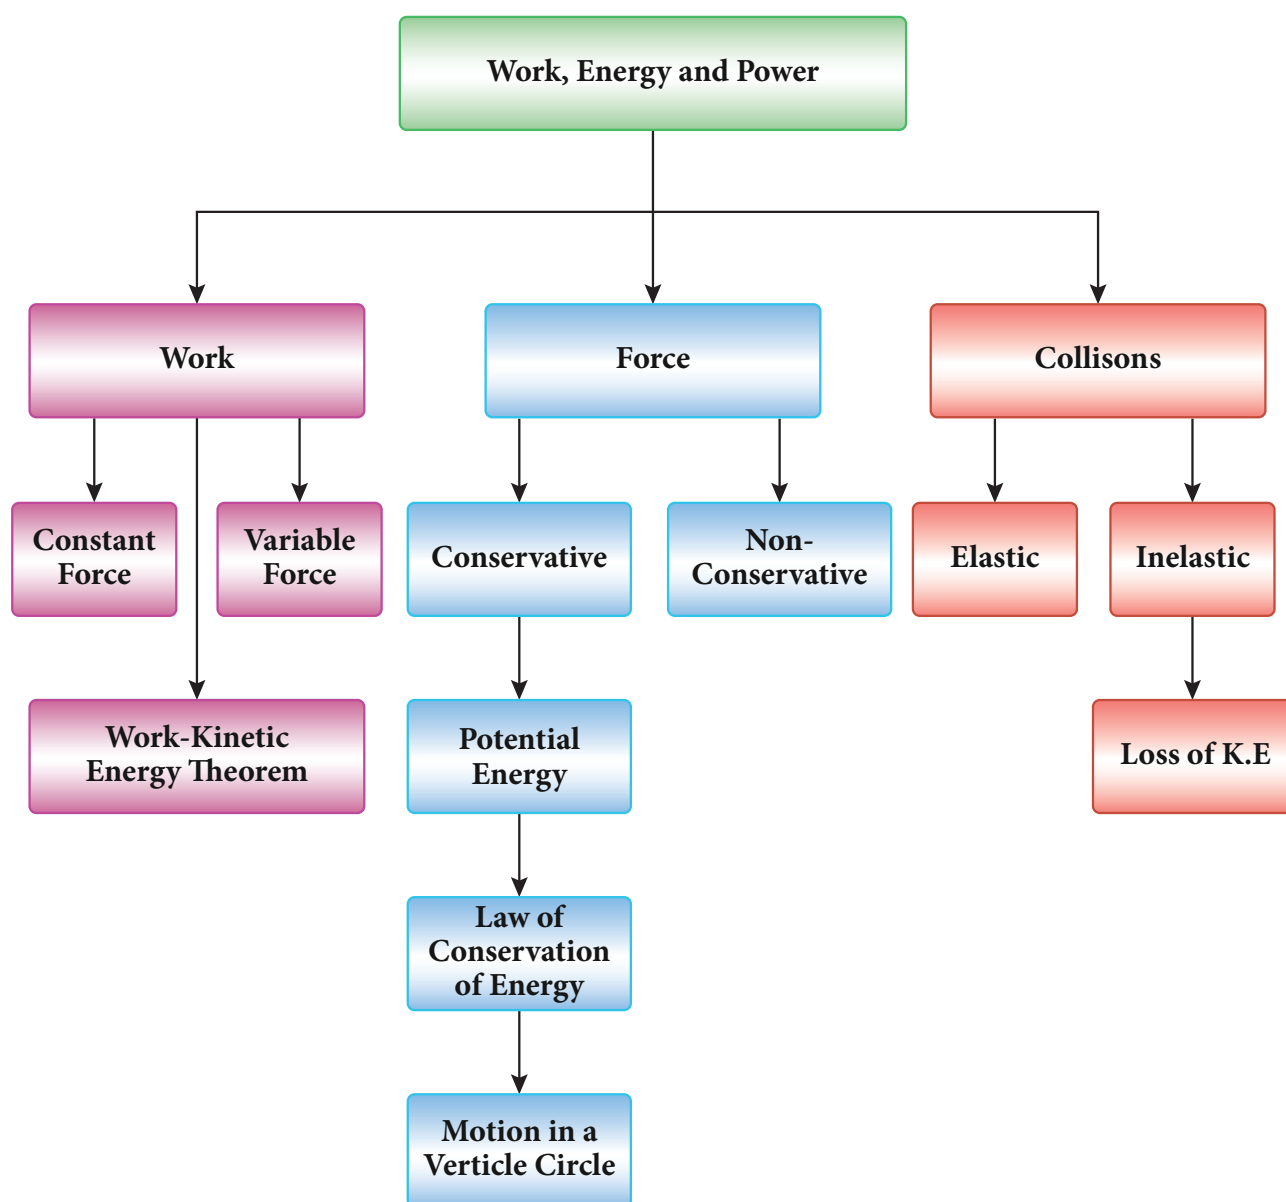 Work, Energy and Power
Work
Force
Collisons
Constant
Force
Variable
Force
Conservative
Non-
Conservative
Elastic
Inelastic
Work-Kinetic
Energy Theorem
Potential
Energy
Loss of K.E
Law of
Conservation
of Energy
Motion in a
Verticle Circle